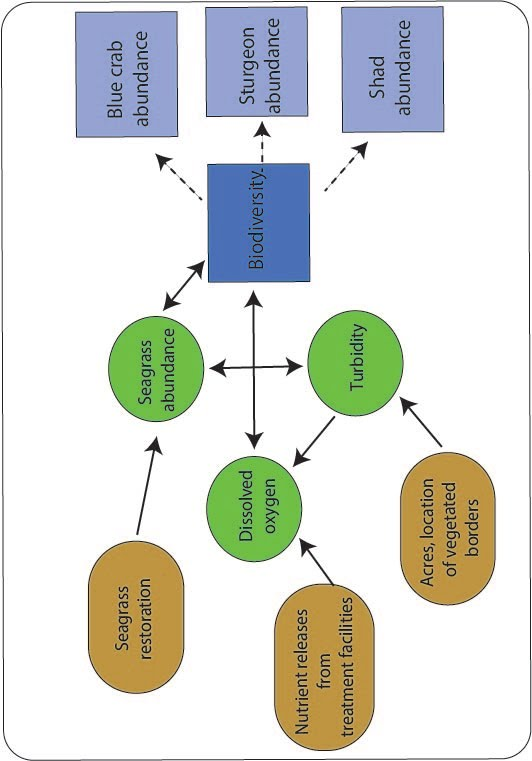 Blue crab
abundance
Sturgeon
abundance
Shad
abundance
Biodiversity
Seagrass
abundance
Turbidity
Dissolved
oxygen
Seagrass
restoration
Nutrient releases
from
treatment facilities
Acres, location
of vegetated
borders